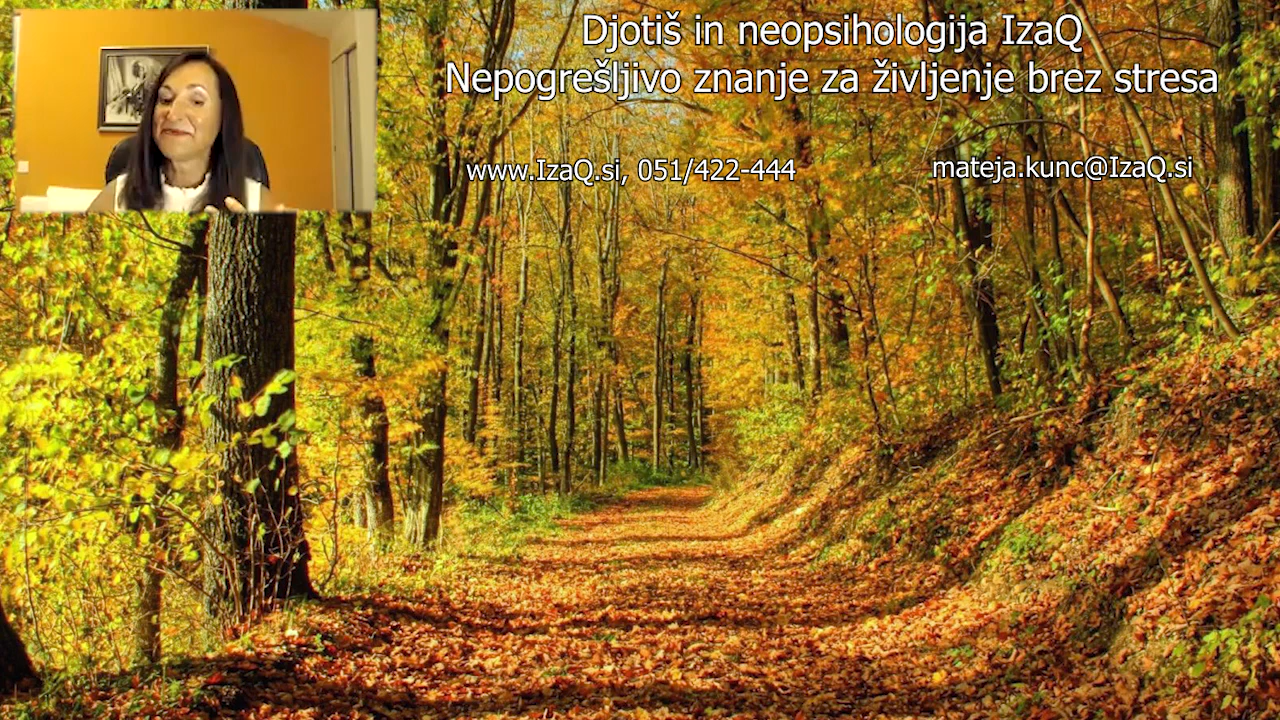 Djotiš in neopsihologija IzaQ
Nepogrešljivo znanje za življenje brez stresa
www.IzaQ.si, 051/422-444 mateja.kunc@IzaQ.si